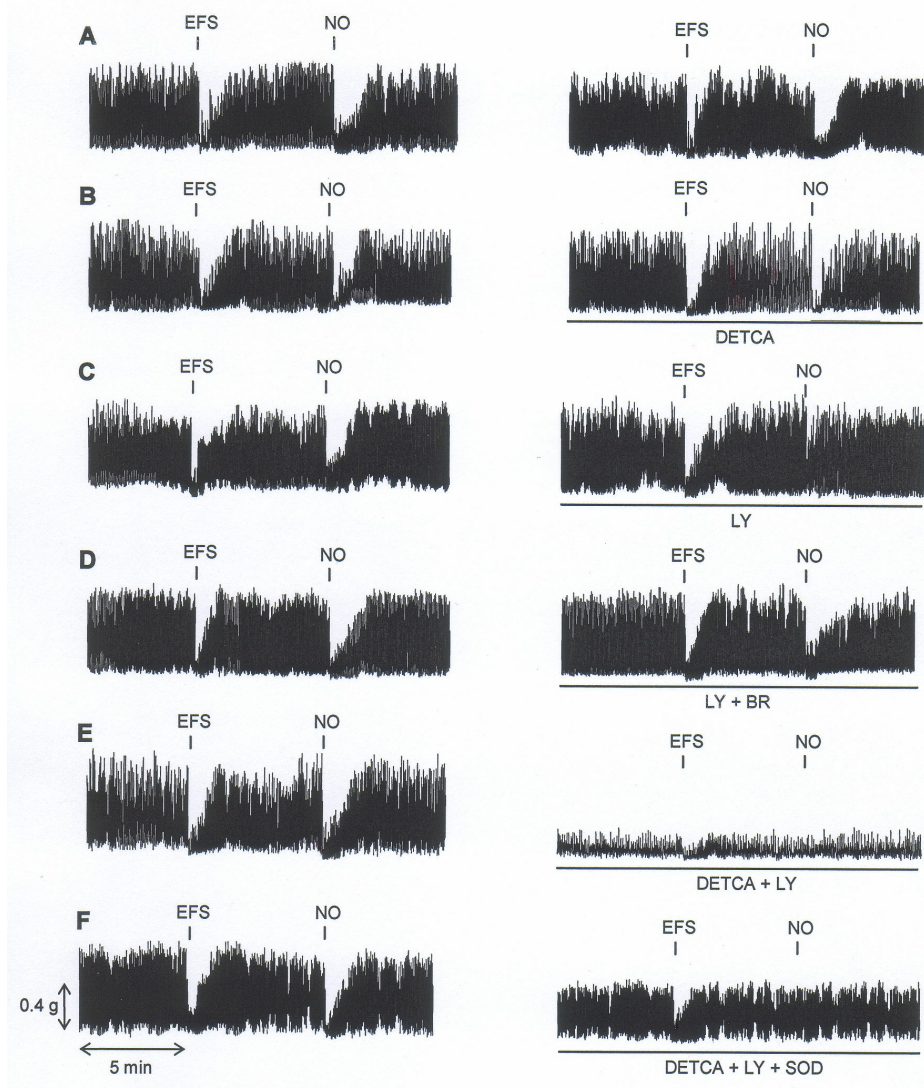 A EFS NO EFS NO
B EFS NO EFS NO
DETCA
C EFS NO EFS NO
LY
D EFS NO EFS NO
LY + BR
E EFS NO EFS NO
DETCA + LY
F EFS NO EFS NO
0.4 g
5 min
DETCA + LY + SOD